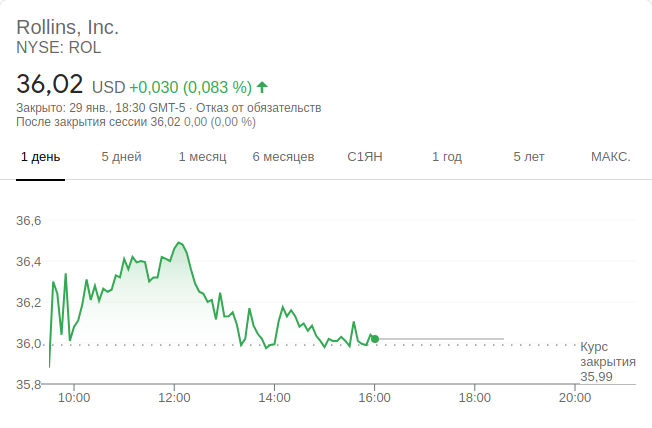 Rollins, Inc.
NYSE: ROL
36,02 USD +0,030 (0,083 %)
Закрыто: 29 янв., 18:30 GMT-5 · Отказ от обязательств
После закрытия сессии 36,02 0,00 (0,00 %)
1 день 5 дней 1 месяц 6 месяцев С1ЯН 1 год 5 лет МАКС.
36,6
36,4
36,2
36,0
Курс
закрытия
35,99
35,8
10:00 12:00 14:00 16:00 18:00 20:00